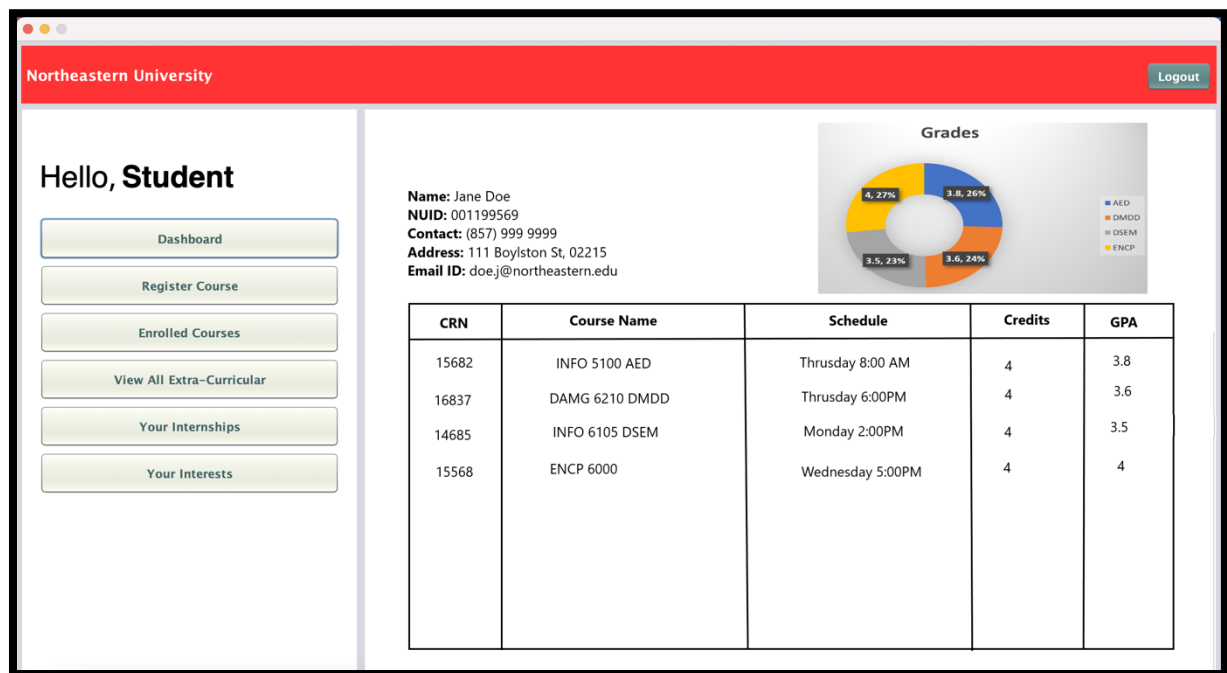 Northeastern University
Logout
Hello, Student
Dashboard
Register Course
Enrolled Courses
View All Extra-Curricular
Your Internships
Your Interests
Name: Jane Doe
NUID: 001199569
Contact: (857) 999 9999
Address: 111 Boylston St, 02215
Email ID: doe.j@northeastern.edu
Grades
4, 27%
3.8, 26%
3.5, 23%
3.6, 24%
AED
DMDD
DSEM
ENCP
CRN Course Name Schedule Credits GPA
15682 INFO 5100 AED Thrusday 8:00 AM 4 3.8
16837 DAMG 6210 DMDD Thrusday 6:00PM 4 3.6
14685 INFO 6105 DSEM Monday 2:00PM 4 3.5
15568 ENCP 6000 Wednesday 5:00PM 4 4